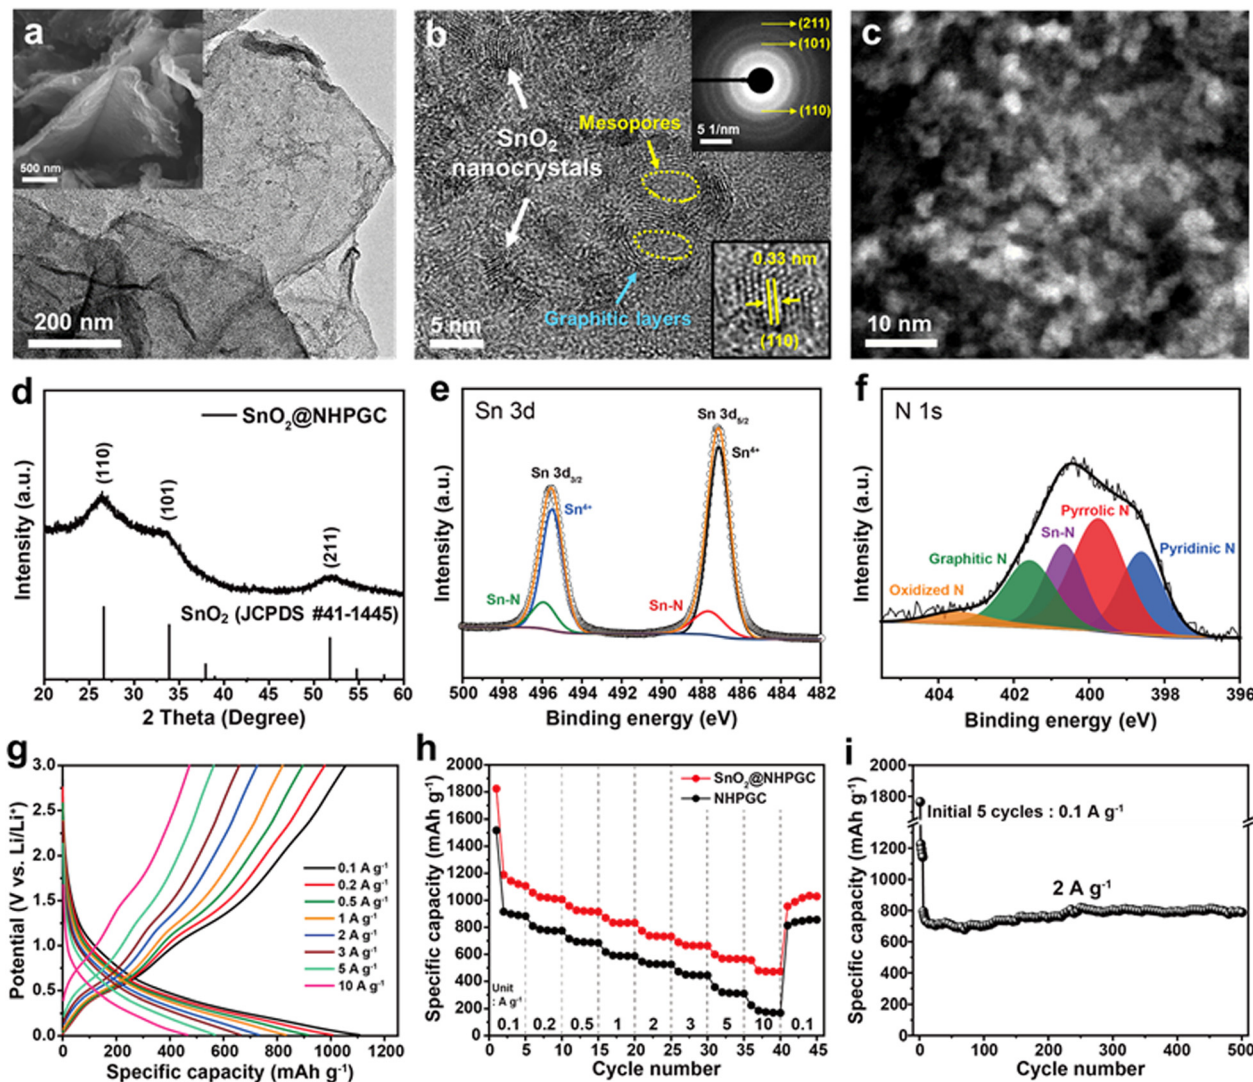 a
500 nm
200 nm
b
SnO₂
nanocrystals
Mesopores
Graphitic layers
5 nm
(211)
(101)
(110)
5 1/nm
0.33 nm
(110)
c
10 nm
d
SnO₂@NHPGC
(110)
(101)
(211)
SnO₂ (JCPDS #41-1445)
Intensity (a.u.)
20 25 30 35 40 45 50 55 60
2 Theta (Degree)
e
Sn 3d
Sn 3d₅/₂
Sn⁴⁺
Sn 3d₃/₂
Sn⁴⁺
Sn-N
Sn-N
Intensity (a.u.)
500 498 496 494 492 490 488 486 484 482
Binding energy (eV)
f
N 1s
Pyrrolic N
Sn-N
Graphitic N
Pyridinic N
Oxidized N
Intensity (a.u.)
404 402 400 398 396
Binding energy (eV)
g
Potential (V vs. Li/Li⁺)
3.0
2.5
2.0
1.5
1.0
0.5
0.0
0.1 A g⁻¹
0.2 A g⁻¹
0.5 A g⁻¹
1 A g⁻¹
2 A g⁻¹
3 A g⁻¹
5 A g⁻¹
10 A g⁻¹
0 200 400 600 800 1000 1200
Specific capacity (mAh g⁻¹)
h
Specific capacity (mAh g⁻¹)
2000
1800
1600
1400
1200
1000
800
600
400
200
0
SnO₂@NHPGC
NHPGC
Unit
: A g⁻¹
0.1 0.2 0.5 1 2 3 5 10 0.1
0 5 10 15 20 25 30 35 40 45
Cycle number
i
Specific capacity (mAh g⁻¹)
2000
1800
1200
1000
800
600
400
200
0
Initial 5 cycles : 0.1 A g⁻¹
2 A g⁻¹
0 100 200 300 400 500
Cycle number